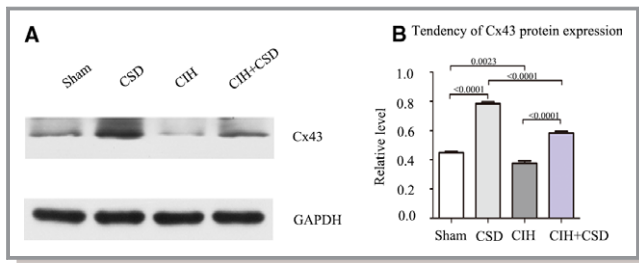 A
Sham
CSD
CIH
CIH+CSD
Cx43
GAPDH
B Tendency of Cx43 protein expression
0.0023
<0.0001
<0.0001
<0.0001
1.0
0.8
0.6
0.4
0.2
0.0
Relative level
Sham CSD CIH CIH+CSD